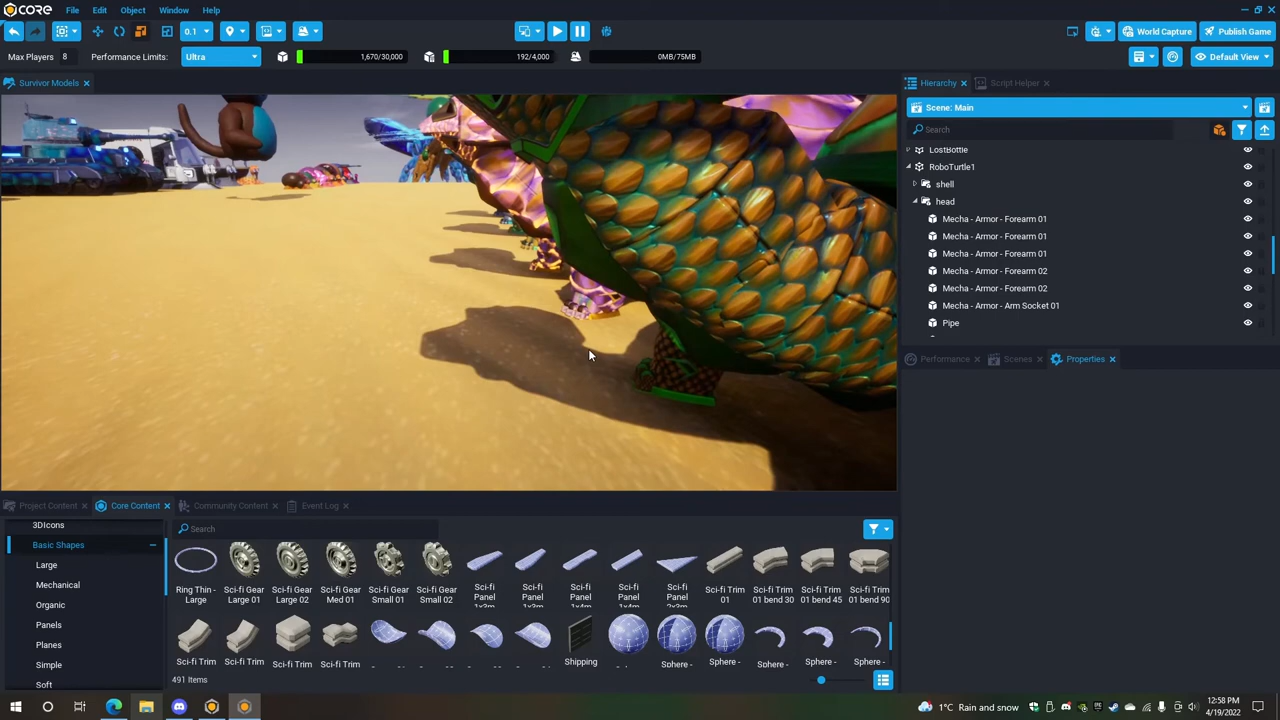 CORE File Edit Object Window Help
0.1 World Capture Publish Game
Max Players 8 Performance Limits: Ultra 1,670/30,000 192/4,000 0MB/75MB Default View
Survivor Models
Hierarchy Script Helper
Scene: Main
Search
LostBottle
RoboTurtle1
shell
head
Mecha - Armor - Forearm 01
Mecha - Armor - Forearm 01
Mecha - Armor - Forearm 01
Mecha - Armor - Forearm 02
Mecha - Armor - Forearm 02
Mecha - Armor - Arm Socket 01
Pipe
Performance Scenes Properties
Project Content Core Content Community Content Event Log
3DIcons
Basic Shapes
Large
Mechanical
Organic
Panels
Planes
Simple
Soft
Search
Ring Thin - Sci-fi Gear Sci-fi Gear Sci-fi Gear Sci-fi Gear Sci-fi Gear Sci-fi Sci-fi Sci-fi Sci-fi Sci-fi Sci-fi Trim Sci-fi Trim Sci-fi Trim Sci-fi Trim
Large Large 01 Large 02 Med 01 Small 01 Small 02 Panel Panel Panel Panel Panel 01 01 bend 30 01 bend 45 01 bend 90
1x3m 1x3m 1x4m 1x4m 2x3m
Sci-fi Trim Sci-fi Trim Sci-fi Trim Sci-fi Trim Shipping Sphere - Sphere - Sphere - Sphere - Sphere -
491 Items
1°C Rain and snow
12:58 PM
4/19/2022